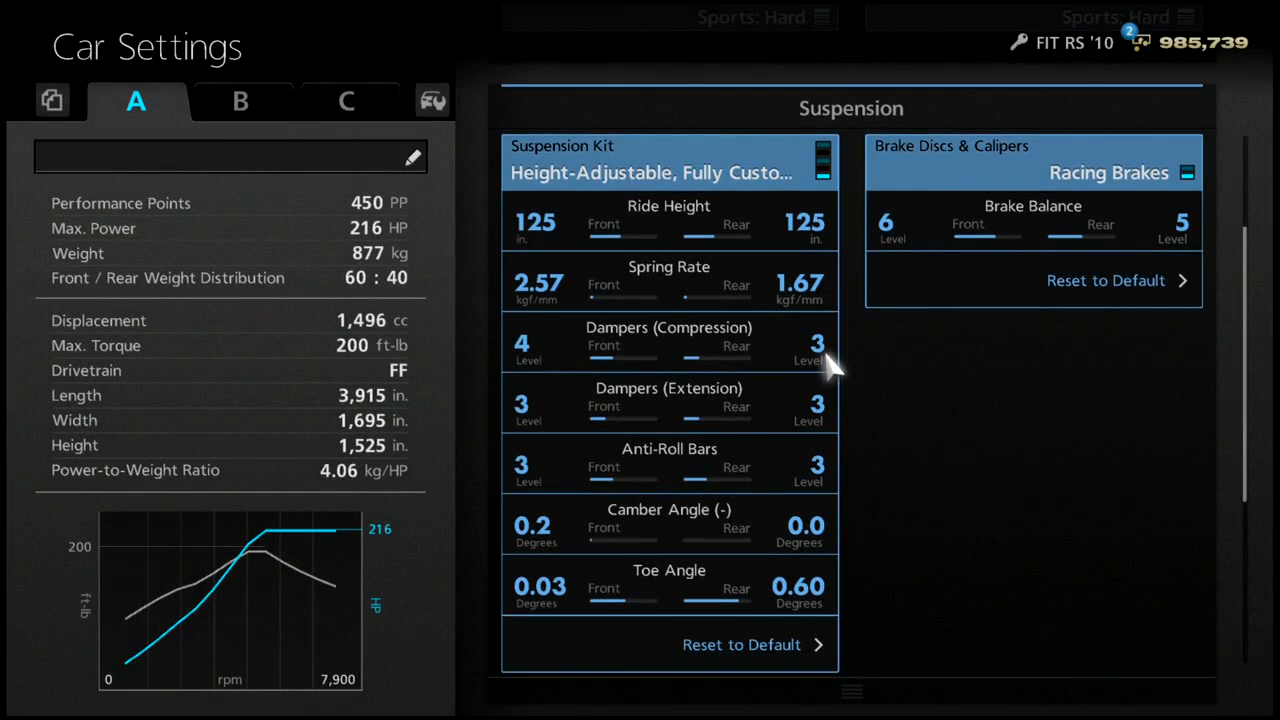 Sports: Hard
Sports: Hard
Car Settings
FIT RS '10
2
985,739
A
B
C
Performance Points 450 PP
Max. Power 216 HP
Weight 877 kg
Front / Rear Weight Distribution 60 : 40
Displacement 1,496 cc
Max. Torque 200 ft-lb
Drivetrain FF
Length 3,915 in.
Width 1,695 in.
Height 1,525 in.
Power-to-Weight Ratio 4.06 kg/HP
216
200
ft-lb
HP
0 rpm 7,900
Suspension
Suspension Kit
Height-Adjustable, Fully Custo...
Ride Height
125 in. Front Rear 125 in.
Spring Rate
2.57 kgf/mm Front Rear 1.67 kgf/mm
Dampers (Compression)
4 Level Front Rear 3 Level
Dampers (Extension)
3 Level Front Rear 3 Level
Anti-Roll Bars
3 Level Front Rear 3 Level
Camber Angle (-)
0.2 Degrees Front Rear 0.0 Degrees
Toe Angle
0.03 Degrees Front Rear 0.60 Degrees
Reset to Default
Brake Discs & Calipers
Racing Brakes
Brake Balance
6 Level Front Rear 5 Level
Reset to Default